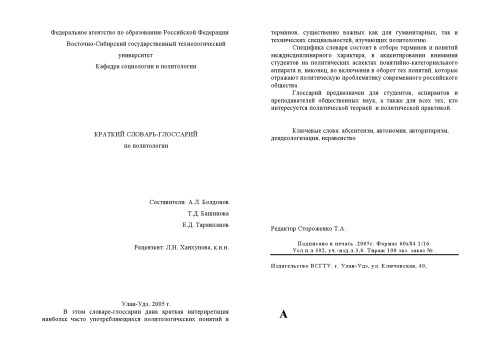 Федеральное агентство по образованию Российской Федерации
Восточно-Сибирский государственный технологический
университет
Кафедра социологии и политологии
КРАТКИЙ СЛОВАРЬ-ГЛОССАРИЙ
по политологии
Составители: А.Л. Болдонов
Т.Д. Башинова
Е.Д. Тармаханов
Рецензент: Л.Н. Ханхунова, к.и.н.
Улан-Удэ, 2005 г.
В этом словаре-глоссарии дана краткая интерпретация
наиболее часто употребляющихся политологических понятий и
терминов, существенно важных как для гуманитарных, так и
технических специальностей, изучающих политологию.
Специфика словаря состоит в отборе терминов и понятий
междисциплинарного характера, в акцентировании внимания
студентов на политических аспектах понятийно-категориального
аппарата и, наконец, во включении в оборот тех понятий, которые
отражают политическую проблематику современного российского
общества.
Глоссарий предназначен для студентов, аспирантов и
преподавателей общественных наук, а также для всех тех, кто
интересуется политической теорией и политической практикой.
Ключевые слова: абсентеизм, автономия, авторитаризм,
деидеологизация, неравенство
Редактор Стороженко Т.А.
Подписано в печать .2005г. Формат 60х84 1/16
Усл.п.л 302, уч.-изд.л.3,0. Тираж 100 экз. заказ № .
Издательство ВСГТУ. г. Улан-Удэ, ул. Ключевская, 40,
А